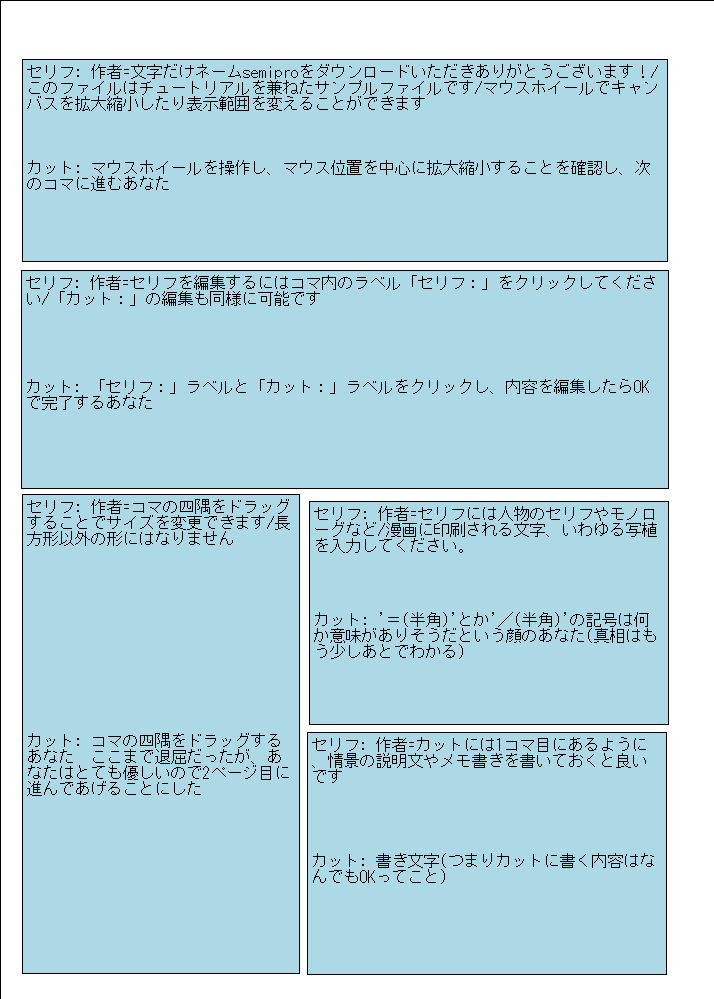 セリフ: 作者=文字だけネームsemiproをダウンロードいただきありがとうございます！/
このファイルはチュートリアルを兼ねたサンプルファイルです/マウスホイールでキャン
バスを拡大縮小したり表示範囲を変えることができます
カット: マウスホイールを操作し、マウス位置を中心に拡大縮小することを確認し、次
のコマに進むあなた
セリフ: 作者=セリフを編集するにはコマ内のラベル「セリフ：」をクリックしてくださ
い/「カット：」の編集も同様に可能です
カット: 「セリフ：」ラベルと「カット：」ラベルをクリックし、内容を編集したらOK
で完了するあなた
セリフ: 作者=コマの四隅をドラッグ
することでサイズを変更できます/長
方形以外の形にはなりません
カット: コマの四隅をドラッグする
あなた　ここまで退屈だったが、あ
なたはとても優しいので2ページ目に
進んであげることにした
セリフ: 作者=セリフには人物のセリフやモノロ
ーグなど/漫画に印刷される文字、いわゆる写植
を入力してください。
カット: '＝(半角)'とか'／(半角)'の記号は何
か意味がありそうだという顔のあなた(真相はも
う少しあとでわかる)
セリフ: 作者=カットには1コマ目にあるように
、情景の説明文やメモ書きを書いておくと良い
です
カット: 書き文字(つまりカットに書く内容はな
んでもOKってこと)